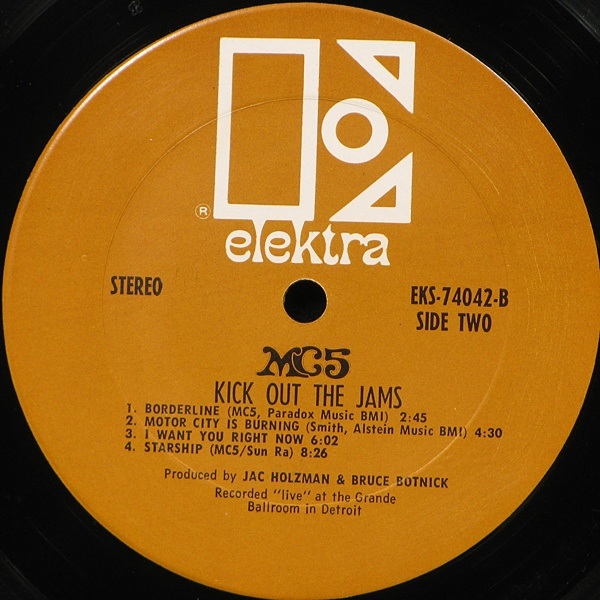 ®
elektra
STEREO
EKS-74042-B
SIDE TWO
MC5
KICK OUT THE JAMS
1. BORDERLINE (MC5, Paradox Music BMI) 2:45
2. MOTOR CITY IS BURNING (Smith, Alstein Music BMI) 4:30
3. I WANT YOU RIGHT NOW 6:02
4. STARSHIP (MC5/Sun Ra) 8:26
Produced by JAC HOLZMAN & BRUCE BOTNICK
Recorded "live" at the Grande
Ballroom in Detroit